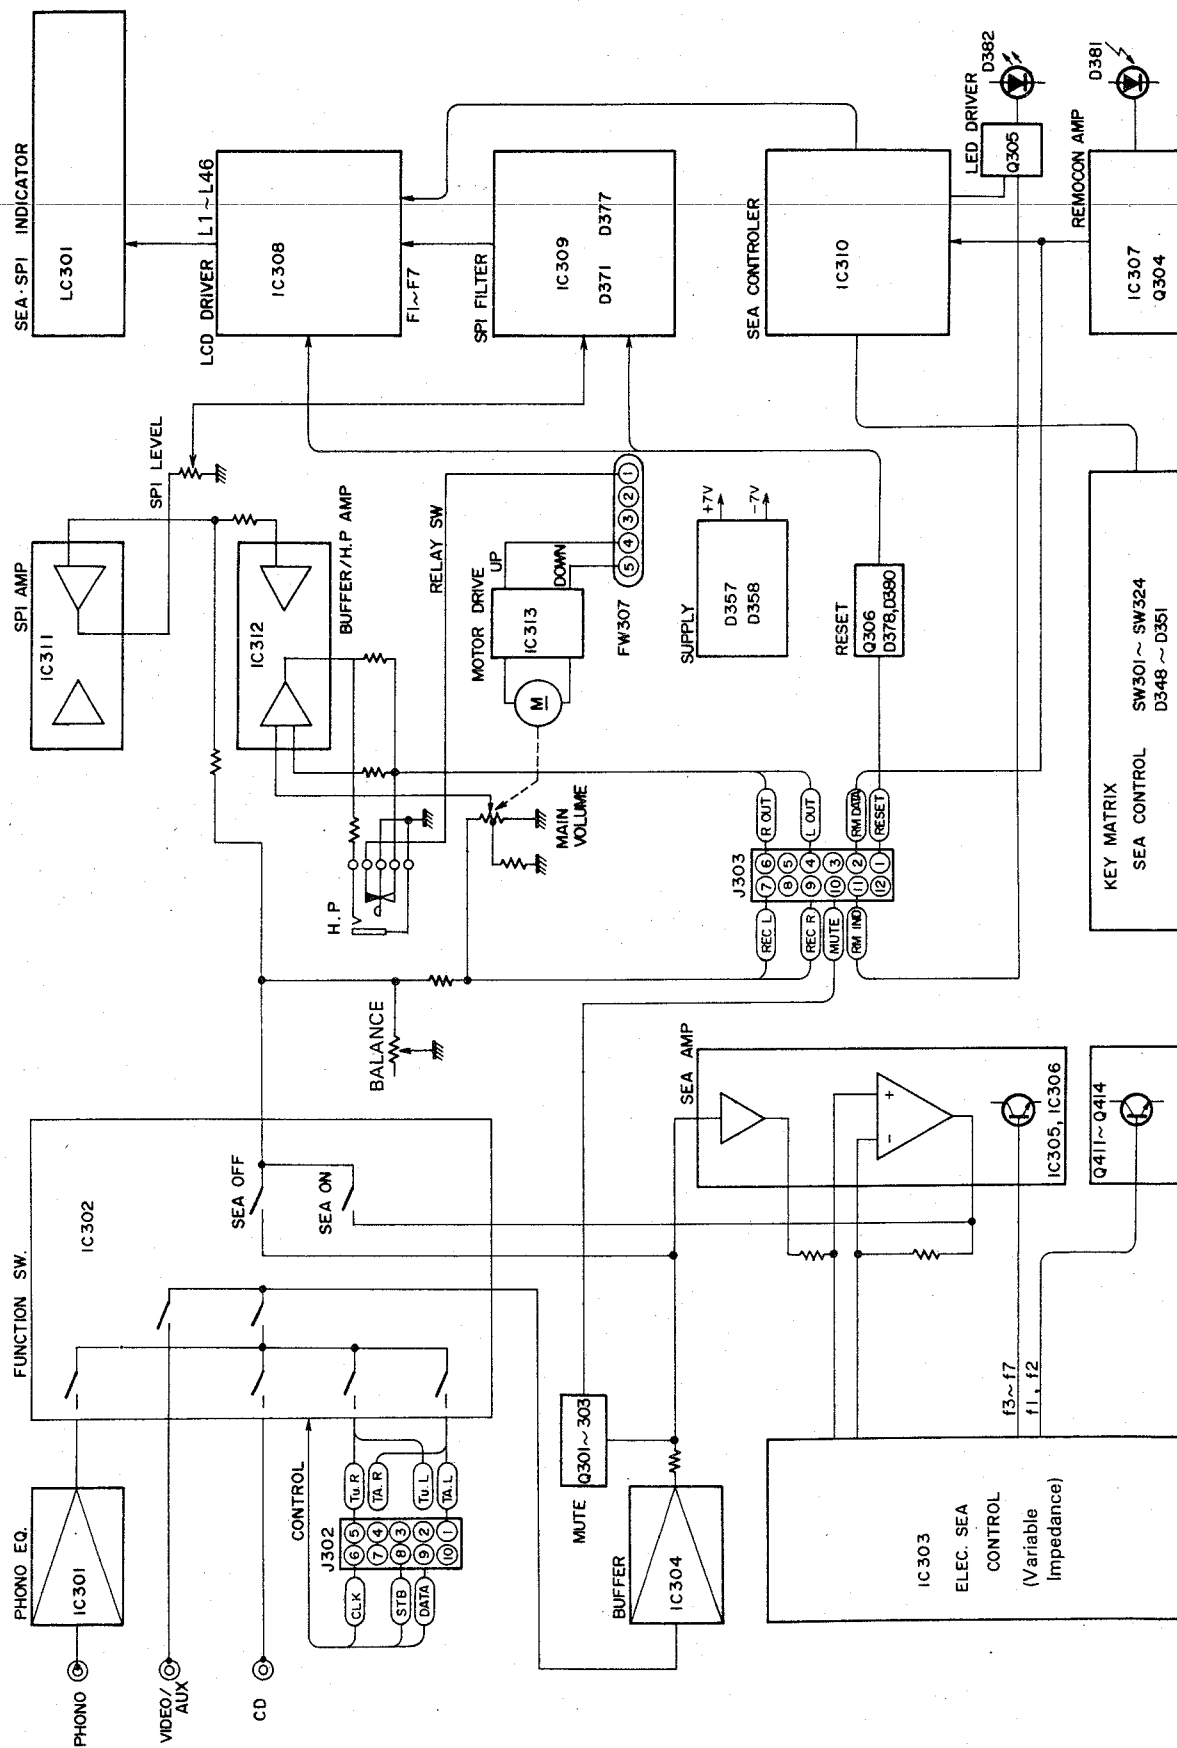 PHONO
VIDEO/
AUX
CD
PHONO EQ.
IC301
FUNCTION SW.
IC302
SEA OFF
SEA ON
CONTROL
J302
CLK
STB
DATA
6 5
7 4
8 3
9 2
10 1
Tu. R
TA. R
Tu. L
TA. L
MUTE
Q301~303
BUFFER
IC304
IC303
ELEC. SEA
CONTROL
(Variable
Impedance)
f3~f7
f1, f2
SEA AMP
+
−
IC305, IC306
Q411~Q414
BALANCE
H.P
MAIN
VOLUME
SPI AMP
IC311
IC312
BUFFER/H.P AMP
SPI LEVEL
RELAY SW
MOTOR DRIVE
M
IC313
UP
DOWN
FW307
5 4 3 2 1
SUPPLY
D357
D358
+7V
-7V
RESET
Q306
D378,D380
J303
REC L
REC R
MUTE
RM IND
7 6
8 5
9 4
10 3
11 2
12 1
R OUT
L OUT
RM DATA
RESET
KEY MATRIX
SEA CONTROL SW301~SW324
D348~D351
SEA·SPI INDICATOR
LC301
LCD DRIVER L1~L46
IC308
F1~F7
SPI FILTER
IC309
D371 D377
SEA CONTROLER
IC310
LED DRIVER
Q305
D382
REMOCON AMP
IC307
Q304
D381